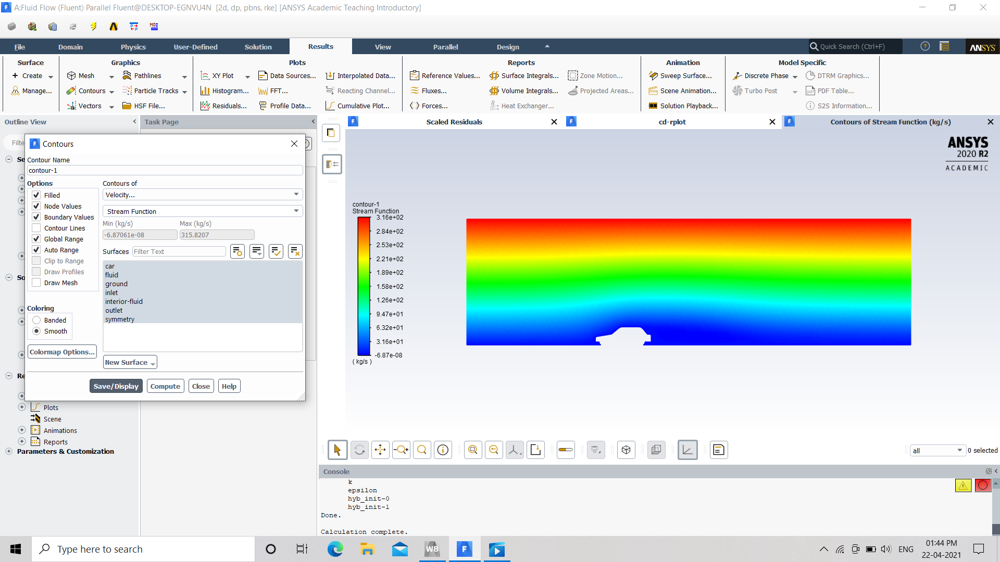 A:Fluid Flow (Fluent) Parallel Fluent@DESKTOP-EGNVU4N [2d, dp, pbns, rke] [ANSYS Academic Teaching Introductory]
File Domain Physics User-Defined Solution Results View Parallel Design Quick Search (Ctrl+F) ANSYS
Surface Graphics Plots Reports Animation Model Specific
Create Mesh Pathlines XY Plot Data Sources... Interpolated Data... Reference Values... Surface Integrals... Zone Motion... Sweep Surface... Discrete Phase DTRM Graphics...
Manage... Contours Particle Tracks Histogram... FFT... Reacting Channel... Fluxes... Volume Integrals... Projected Areas... Scene Animation... Turbo Post PDF Table...
Vectors HSF File... Residuals... Profile Data... Cumulative Plot... Forces... Heat Exchanger... Solution Playback... S2S Information...
Outline View < Task Page <
Scaled Residuals cd-rplot Contours of Stream Function (kg/s)
Filte
Se
So
Re
Plots
Scene
Animations
Reports
Parameters & Customization
Contours
Contour Name
contour-1
Options
Filled
Node Values
Boundary Values
Contour Lines
Global Range
Auto Range
Clip to Range
Draw Profiles
Draw Mesh
Coloring
Banded
Smooth
Colormap Options...
Contours of
Velocity...
Stream Function
Min (kg/s) Max (kg/s)
-6.87061e-08 315.8207
Surfaces Filter Text
car
fluid
ground
inlet
interior-fluid
outlet
symmetry
New Surface
Save/Display Compute Close Help
ANSYS
2020 R2
ACADEMIC
contour-1
Stream Function
3.16e+02
2.84e+02
2.53e+02
2.21e+02
1.89e+02
1.58e+02
1.26e+02
9.47e+01
6.32e+01
3.16e+01
-6.87e-08
( kg/s )
all 0 selected
Console
k
epsilon
hyb_init-0
hyb_init-1
Done.
Calculation complete.
Type here to search
WB
F
ENG
01:44 PM
22-04-2021